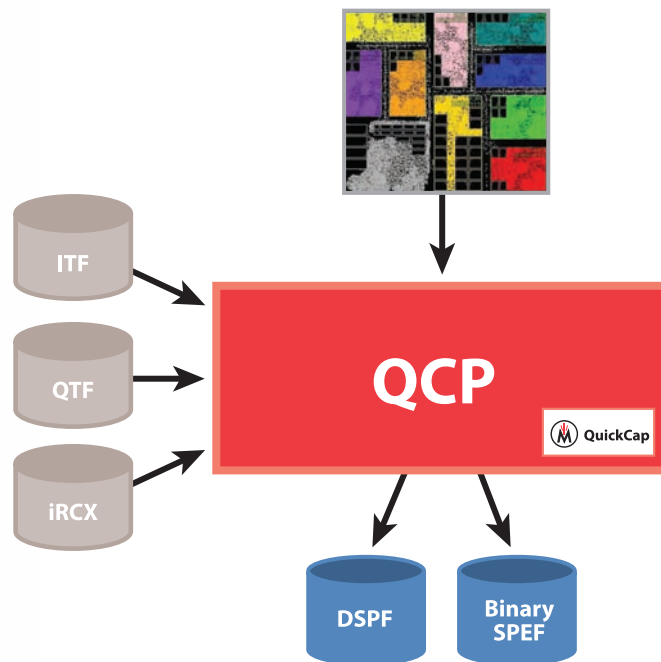 ITF
QTF
iRCX
QCP
QuickCap
DSPF
Binary
SPEF